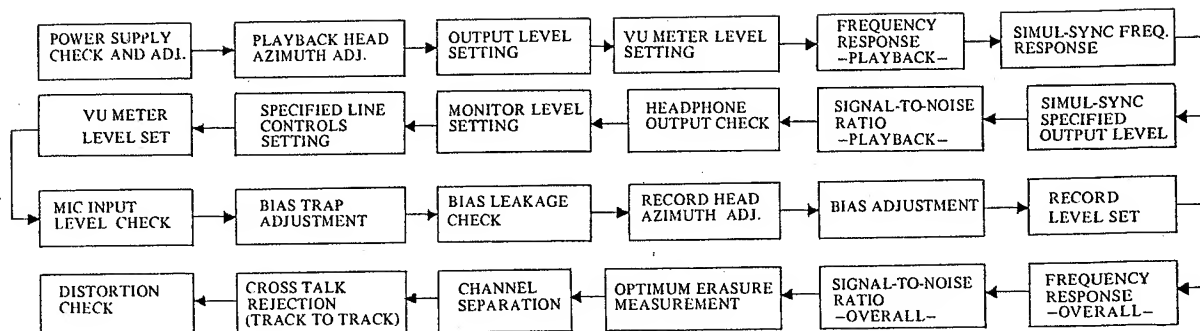 POWER SUPPLY
CHECK AND ADJ.
PLAYBACK HEAD
AZIMUTH ADJ.
OUTPUT LEVEL
SETTING
VU METER LEVEL
SETTING
FREQUENCY
RESPONSE
–PLAYBACK–
SIMUL-SYNC FREQ.
RESPONSE
SIMUL-SYNC
SPECIFIED
OUTPUT LEVEL
SIGNAL-TO-NOISE
RATIO
–PLAYBACK–
HEADPHONE
OUTPUT CHECK
MONITOR LEVEL
SETTING
SPECIFIED LINE
CONTROLS
SETTING
VU METER
LEVEL SET
MIC INPUT
LEVEL CHECK
BIAS TRAP
ADJUSTMENT
BIAS LEAKAGE
CHECK
RECORD HEAD
AZIMUTH ADJ.
BIAS ADJUSTMENT
RECORD
LEVEL SET
FREQUENCY
RESPONSE
–OVERALL–
SIGNAL-TO-NOISE
RATIO
–OVERALL–
OPTIMUM ERASURE
MEASUREMENT
CHANNEL
SEPARATION
CROSS TALK
REJECTION
(TRACK TO TRACK)
DISTORTION
CHECK